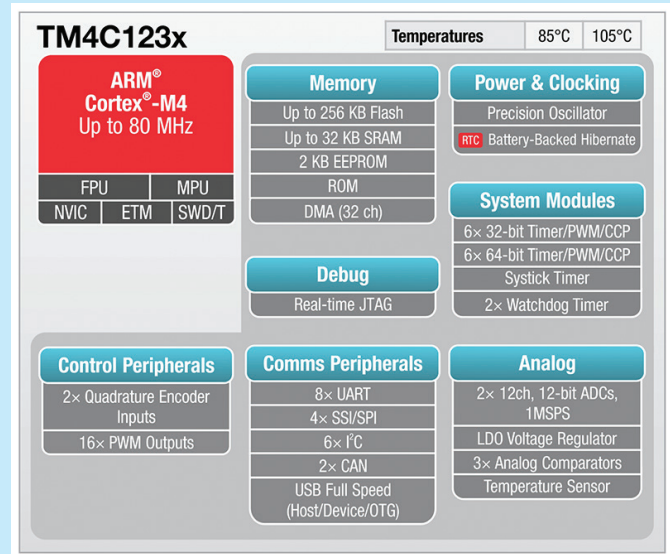 TM4C123x
Temperatures 85°C 105°C
ARM®
Cortex®-M4
Up to 80 MHz
FPU MPU
NVIC ETM SWD/T
Memory
Up to 256 KB Flash
Up to 32 KB SRAM
2 KB EEPROM
ROM
DMA (32 ch)
Debug
Real-time JTAG
Power & Clocking
Precision Oscillator
RTC Battery-Backed Hibernate
System Modules
6× 32-bit Timer/PWM/CCP
6× 64-bit Timer/PWM/CCP
Systick Timer
2× Watchdog Timer
Control Peripherals
2× Quadrature Encoder
Inputs
16× PWM Outputs
Comms Peripherals
8× UART
4× SSI/SPI
6× I²C
2× CAN
USB Full Speed
(Host/Device/OTG)
Analog
2× 12ch, 12-bit ADCs,
1MSPS
LDO Voltage Regulator
3× Analog Comparators
Temperature Sensor